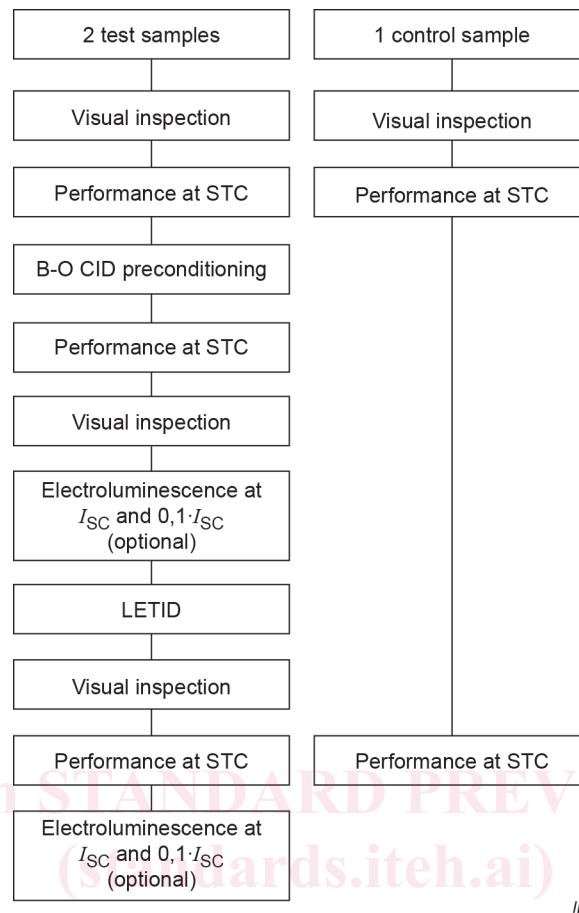 2 test samples
1 control sample
Visual inspection
Visual inspection
Performance at STC
Performance at STC
B-O CID preconditioning
Performance at STC
Visual inspection
Electroluminescence at
ISC and 0,1·ISC
(optional)
LETID
Visual inspection
Performance at STC
Performance at STC
STANDARD PREV
Electroluminescence at
ISC and 0,1·ISC
(optional)
(standards.iteh.ai)